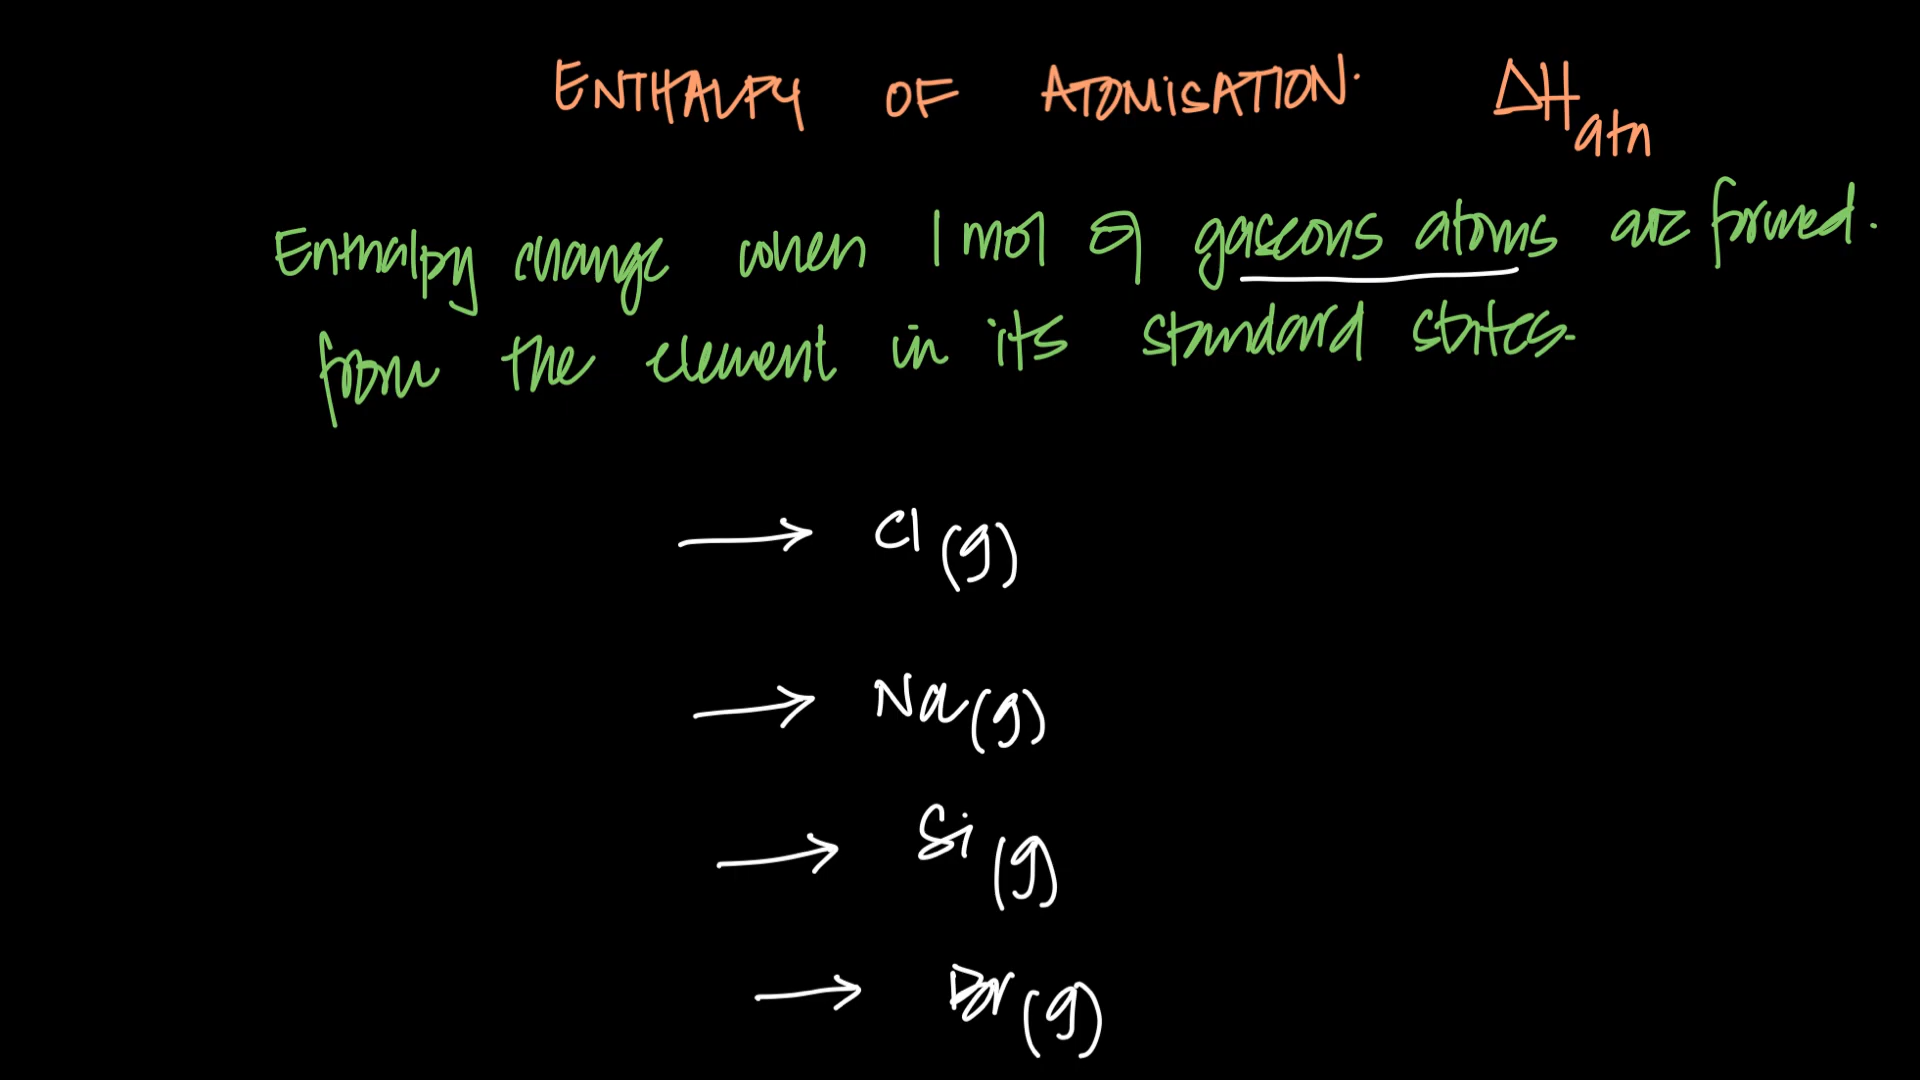 ENTHALPY OF ATOMISATION. ΔHatn
Enthalpy change when 1 mol of gaseous atoms are formed.
from the element in its standard states.
→ Cl(g)
→ Na(g)
→ Si(g)
→ Br(g)